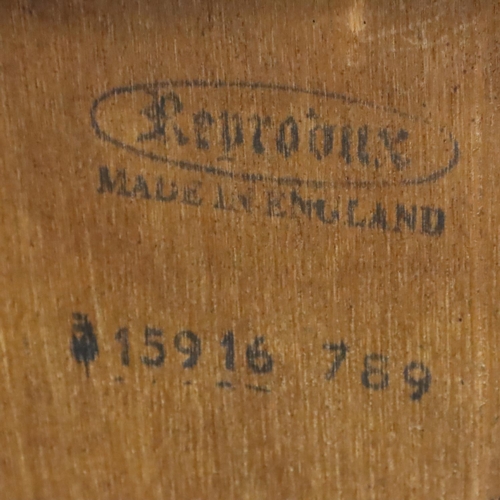 Reprodux
MADE IN ENGLAND
15916 789